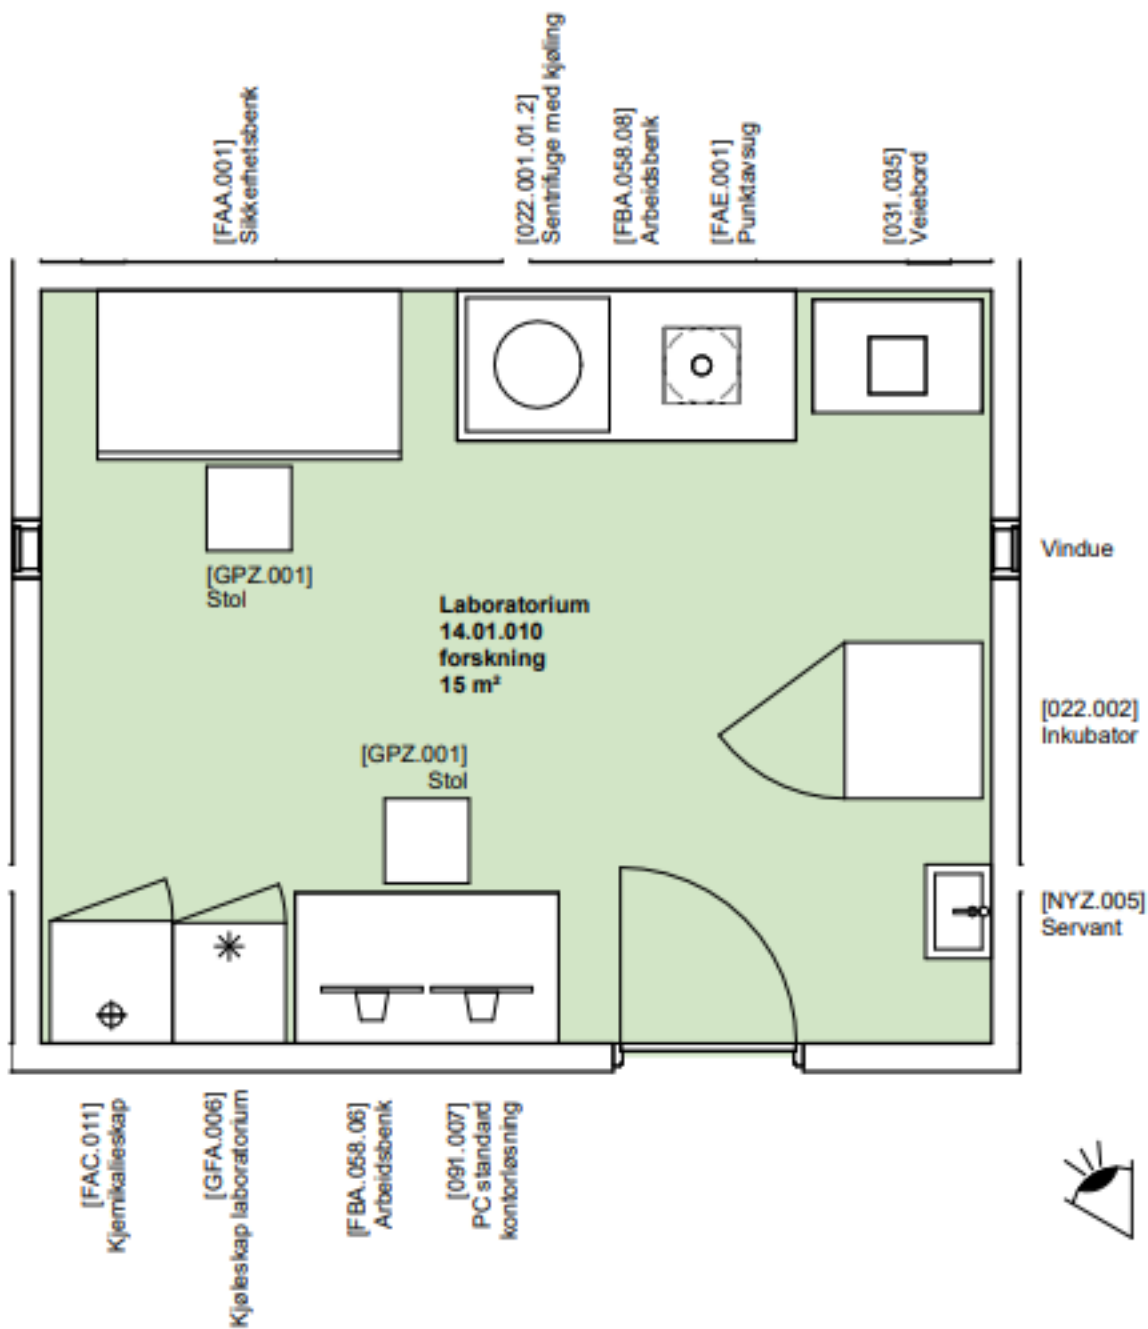 [FAA.001]
Sikkerhetsbenk
[022.001.01.2]
Sentrifuge med kjøling
[FBA.058.08]
Arbeidsbenk
[FAE.001]
Punktavsug
[031.035]
Veiebord
Vindue
[GPZ.001]
Stol
Laboratorium
14.01.010
forskning
15 m²
[022.002]
Inkubator
[GPZ.001]
Stol
[NYZ.005]
Servant
[FAC.011]
Kjemikalieskap
[GFA.006]
Kjøleskap laboratorium
[FBA.058.06]
Arbeidsbenk
[091.007]
PC standard
kontorløsning